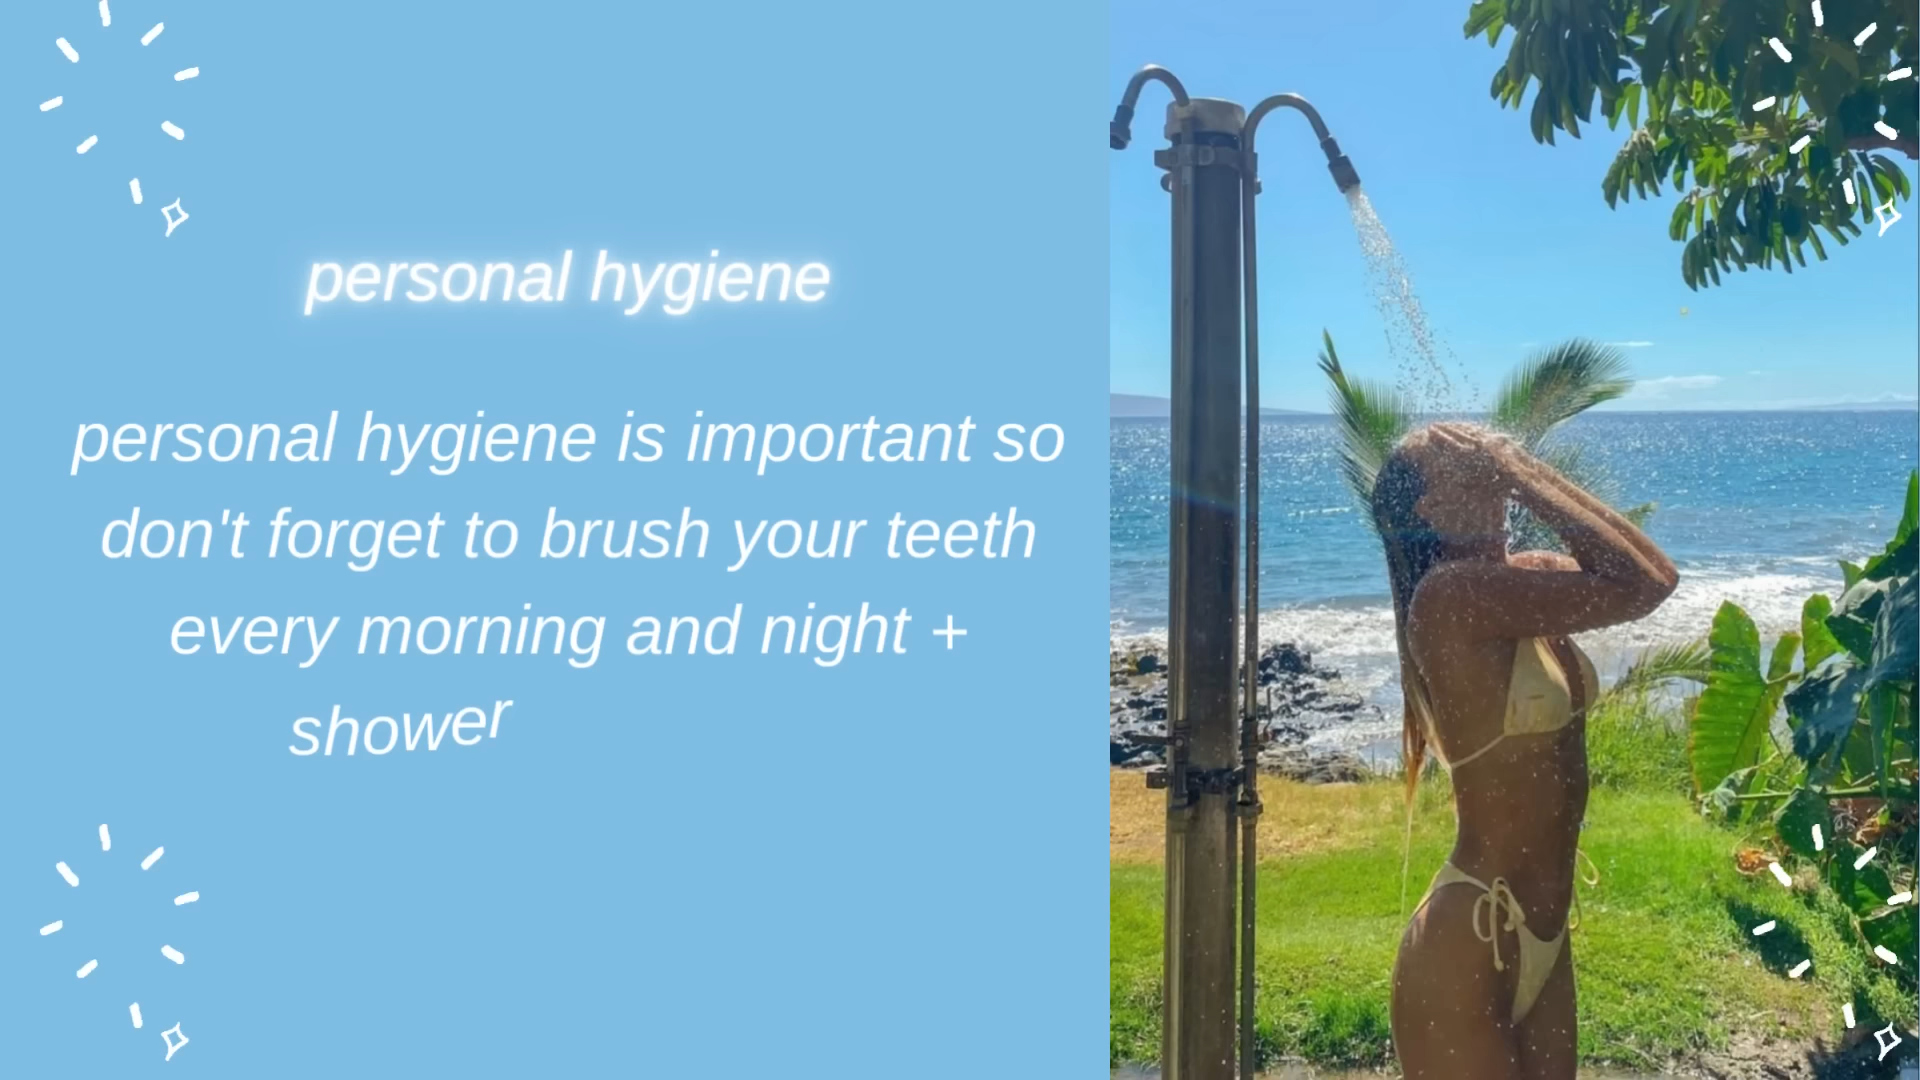 personal hygiene
personal hygiene is important so
don't forget to brush your teeth
every morning and night +
shower